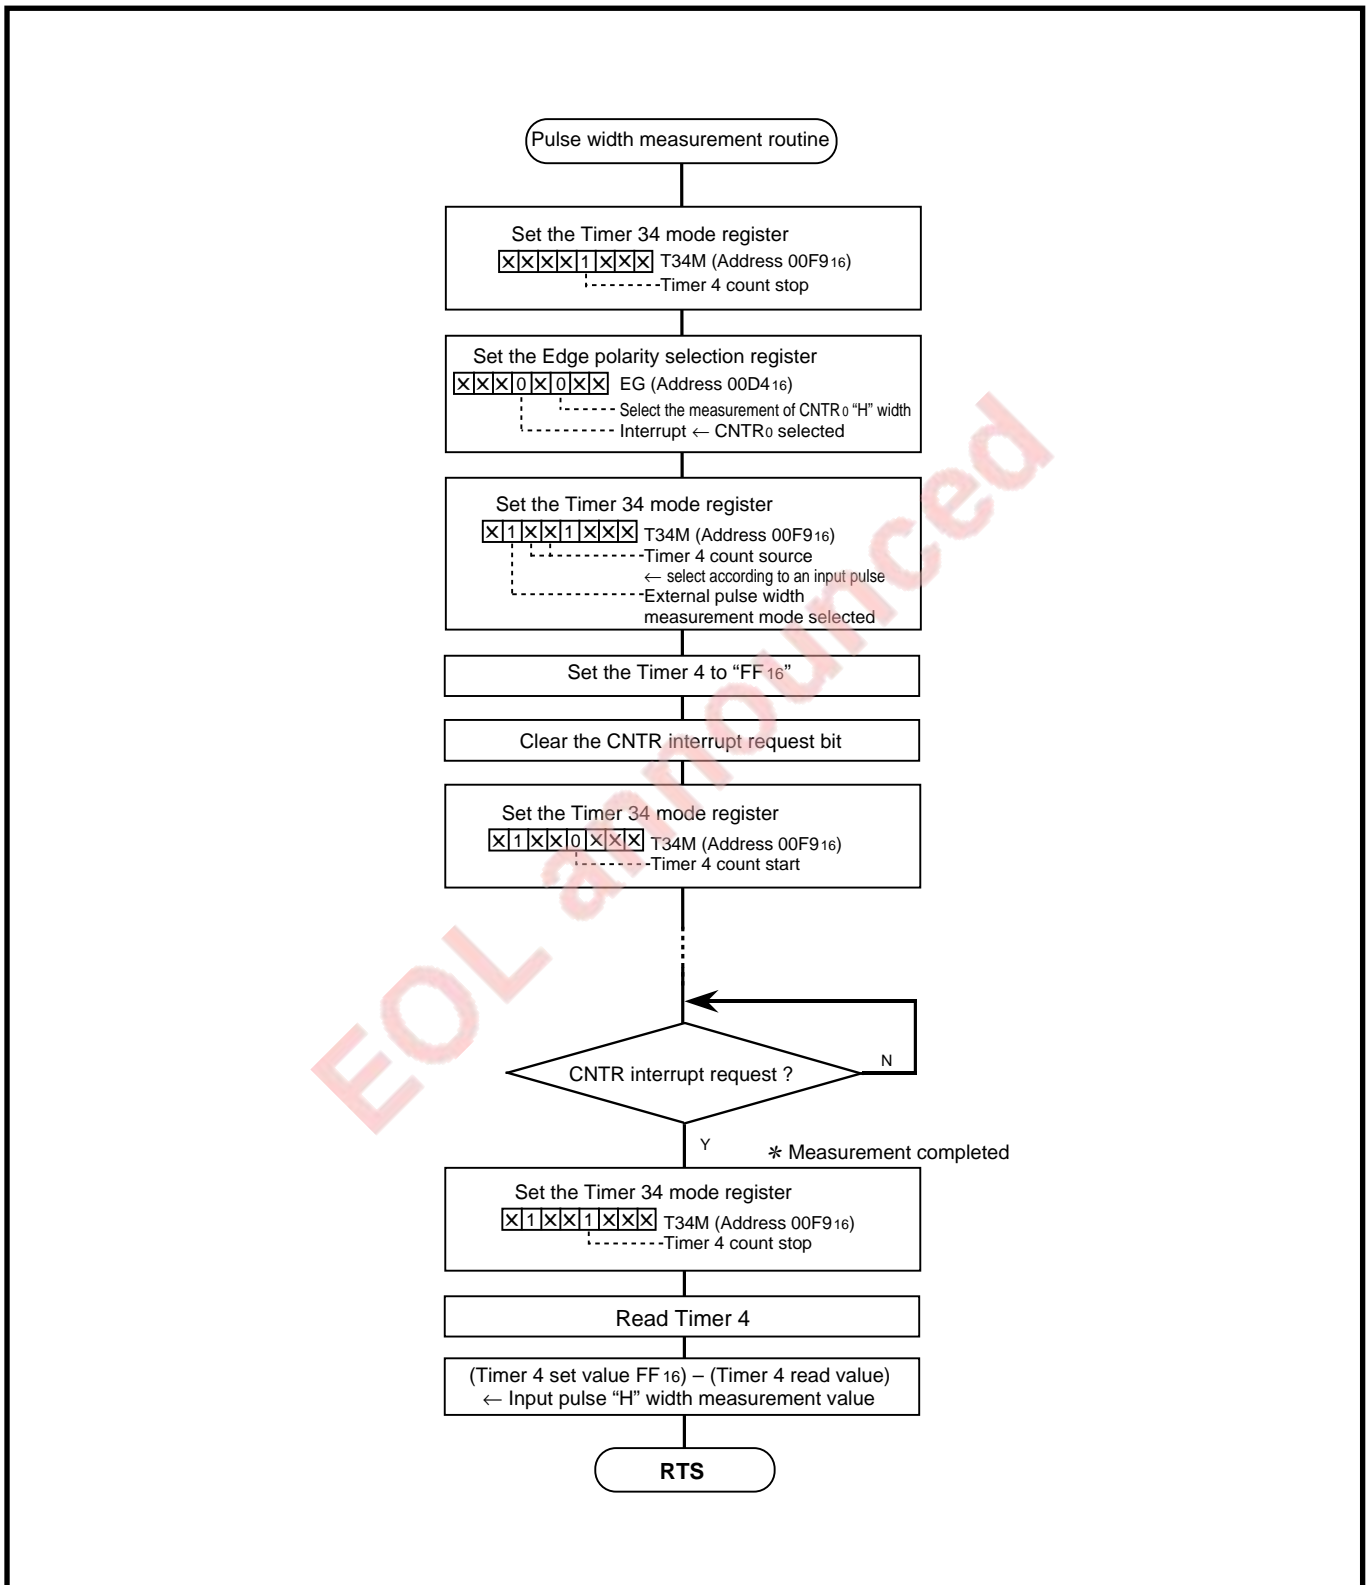 Pulse width measurement routine
Set the Timer 34 mode register
X X X X 1 X X X T34M (Address 00F916)
Timer 4 count stop
Set the Edge polarity selection register
X X X 0 X 0 X X EG (Address 00D416)
Select the measurement of CNTR0 “H” width
Interrupt ← CNTR0 selected
Set the Timer 34 mode register
X 1 X X 1 X X X T34M (Address 00F916)
Timer 4 count source
← select according to an input pulse
External pulse width
measurement mode selected
Set the Timer 4 to “FF16”
Clear the CNTR interrupt request bit
Set the Timer 34 mode register
X 1 X X 0 X X X T34M (Address 00F916)
Timer 4 count start
CNTR interrupt request ?
N
Y
* Measurement completed
Set the Timer 34 mode register
X 1 X X 1 X X X T34M (Address 00F916)
Timer 4 count stop
Read Timer 4
(Timer 4 set value FF16) – (Timer 4 read value)
← Input pulse “H” width measurement value
RTS
EOL announced